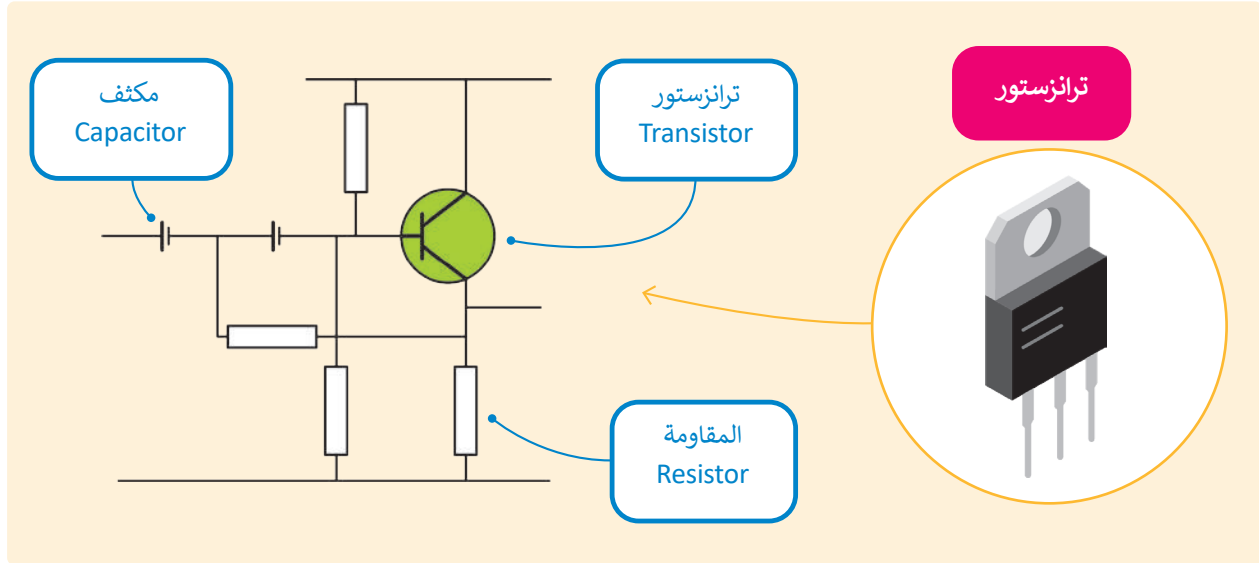 ترانزستور
ترانزستور
Transistor
مكثف
Capacitor
المقاومة
Resistor